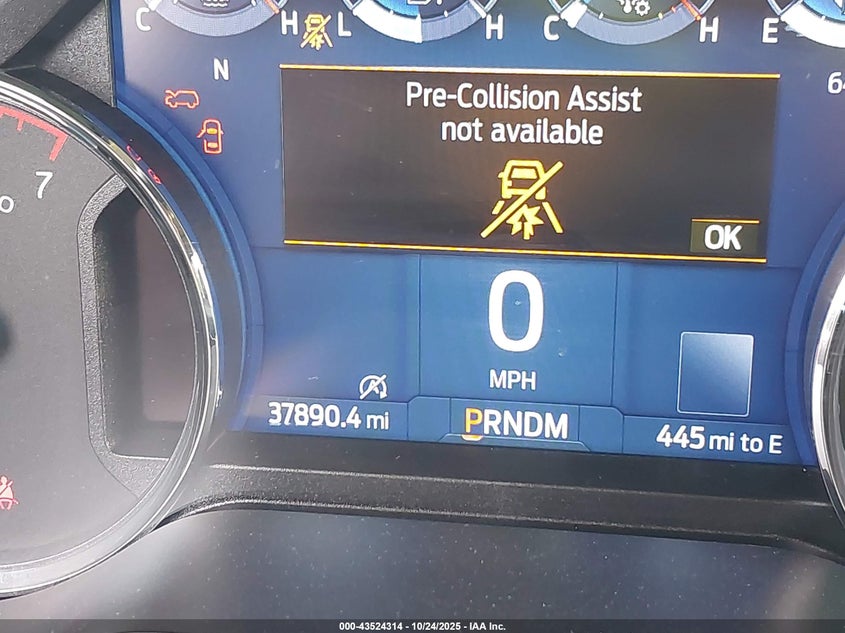 C H L H C H E
N
Pre-Collision Assist
not available
OK
7
0
MPH
37890.4 mi
PRNDM
445 mi to E
000-43524314 - 10/24/2025 - IAA Inc.